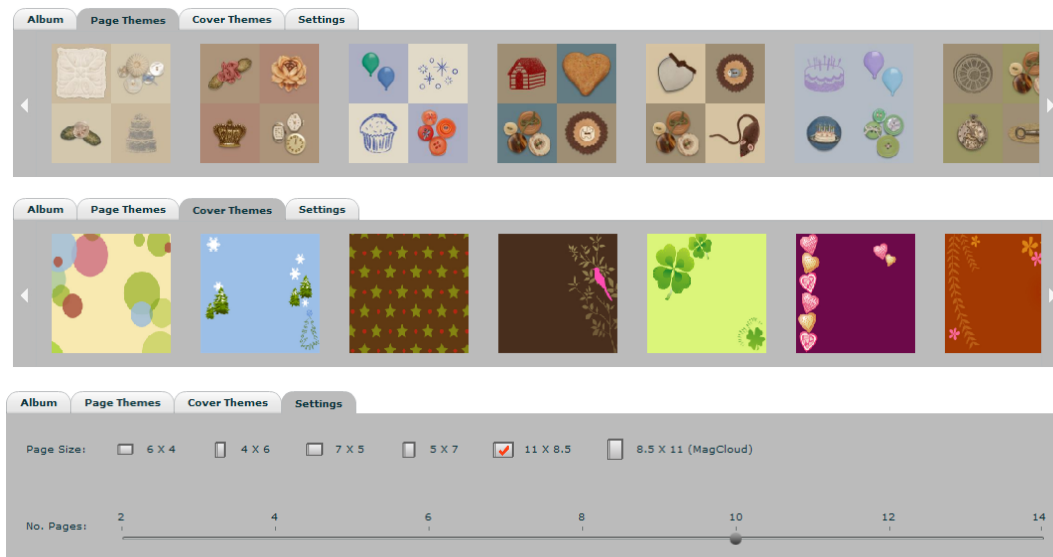 Album Page Themes Cover Themes Settings
Album Page Themes Cover Themes Settings
Album Page Themes Cover Themes Settings
Page Size: 6 X 4 4 X 6 7 X 5 5 X 7 11 X 8.5 8.5 X 11 (MagCloud)
2 4 6 8 10 12 14
No. Pages: